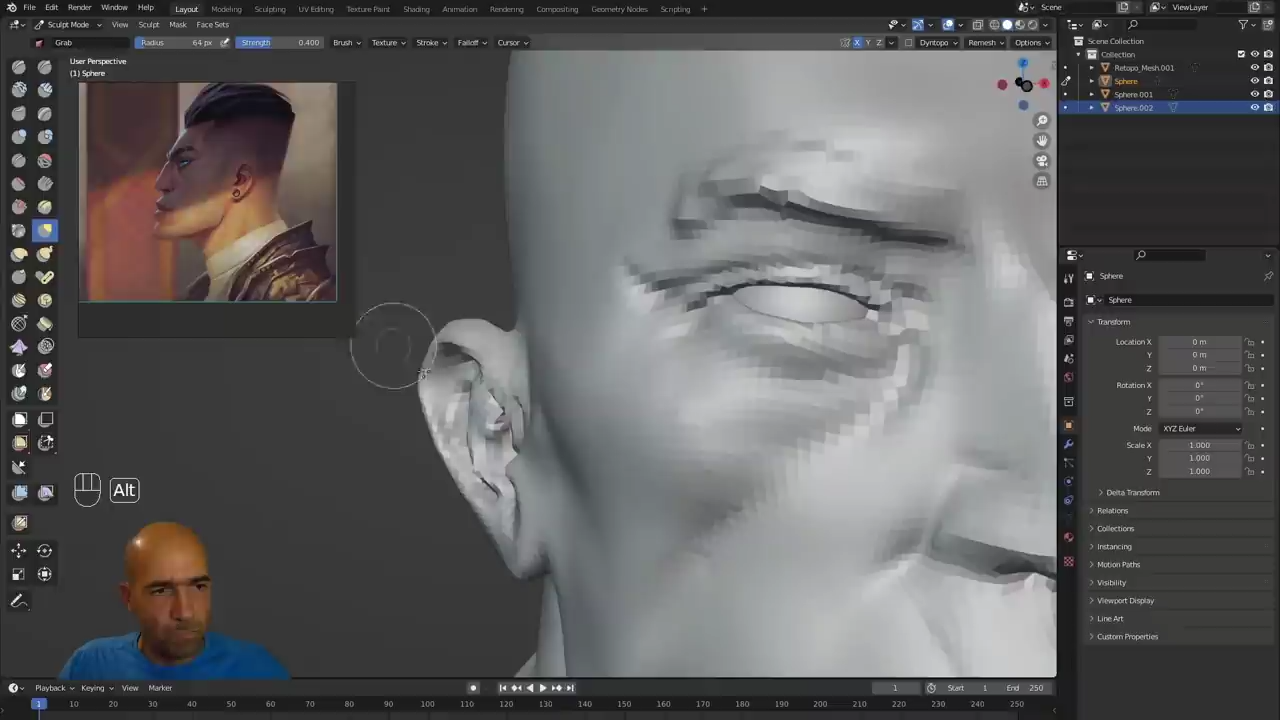 File Edit Render Window Help Layout Modeling Sculpting UV Editing Texture Paint Shading Animation Rendering Compositing Geometry Nodes Scripting + Scene ViewLayer
Sculpt Mode View Sculpt Mask Face Sets
Grab Radius 64 px Strength 0.400 Brush Texture Stroke Falloff Cursor X Y Z Dyntopo Remesh Options
User Perspective
(1) Sphere
Z
Alt
Scene Collection
Collection
Retopo_Mesh.001
Sphere
Sphere.001
Sphere.002
Sphere
Sphere
Transform
Location X 0 m
Y 0 m
Z 0 m
Rotation X 0°
Y 0°
Z 0°
Mode XYZ Euler
Scale X 1.000
Y 1.000
Z 1.000
Delta Transform
Relations
Collections
Instancing
Motion Paths
Visibility
Viewport Display
Line Art
Custom Properties
Playback Keying View Marker 1 Start 1 End 250
1 10 20 30 40 50 60 70 80 90 100 110 120 130 140 150 160 170 180 190 200 210 220 230 240 250